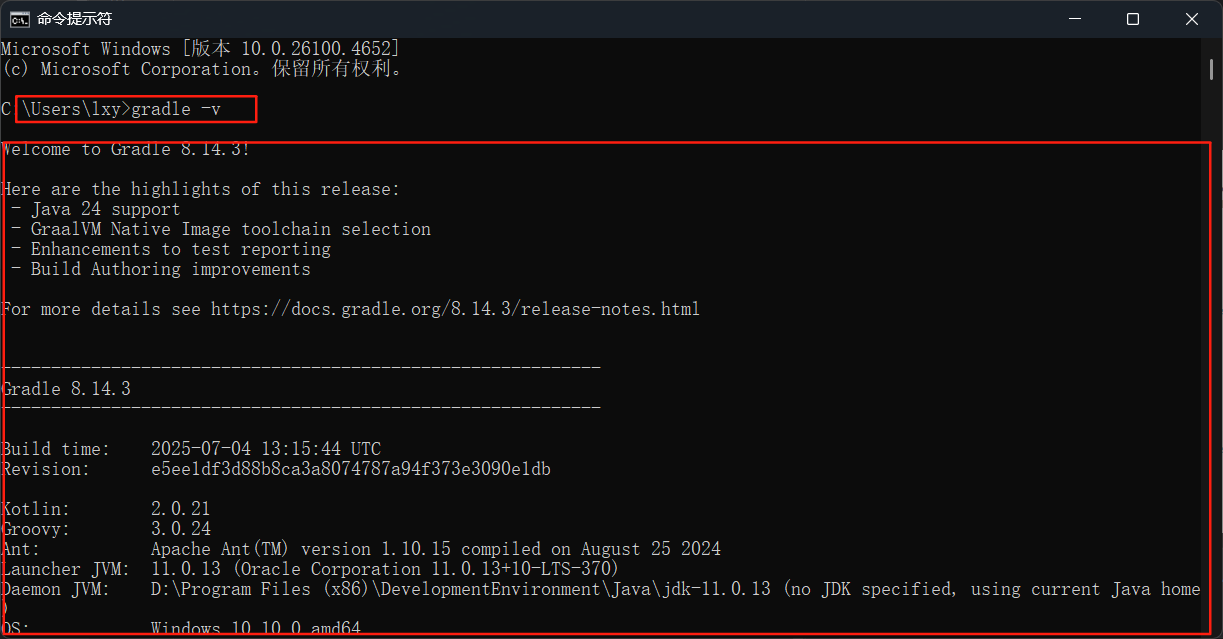 命令提示符
Microsoft Windows [版本 10.0.26100.4652]
(c) Microsoft Corporation。保留所有权利。
C:\Users\lxy>gradle -v
Welcome to Gradle 8.14.3!
Here are the highlights of this release:
- Java 24 support
- GraalVM Native Image toolchain selection
- Enhancements to test reporting
- Build Authoring improvements
For more details see https://docs.gradle.org/8.14.3/release-notes.html
------------------------------------------------------------
Gradle 8.14.3
------------------------------------------------------------
Build time:    2025-07-04 13:15:44 UTC
Revision:      e5ee1df3d88b8ca3a8074787a94f373e3090e1db
Kotlin:        2.0.21
Groovy:        3.0.24
Ant:           Apache Ant(TM) version 1.10.15 compiled on August 25 2024
Launcher JVM:  11.0.13 (Oracle Corporation 11.0.13+10-LTS-370)
Daemon JVM:    D:\Program Files (x86)\DevelopmentEnvironment\Java\jdk-11.0.13 (no JDK specified, using current Java home
)
OS:            Windows 10 10.0 amd64